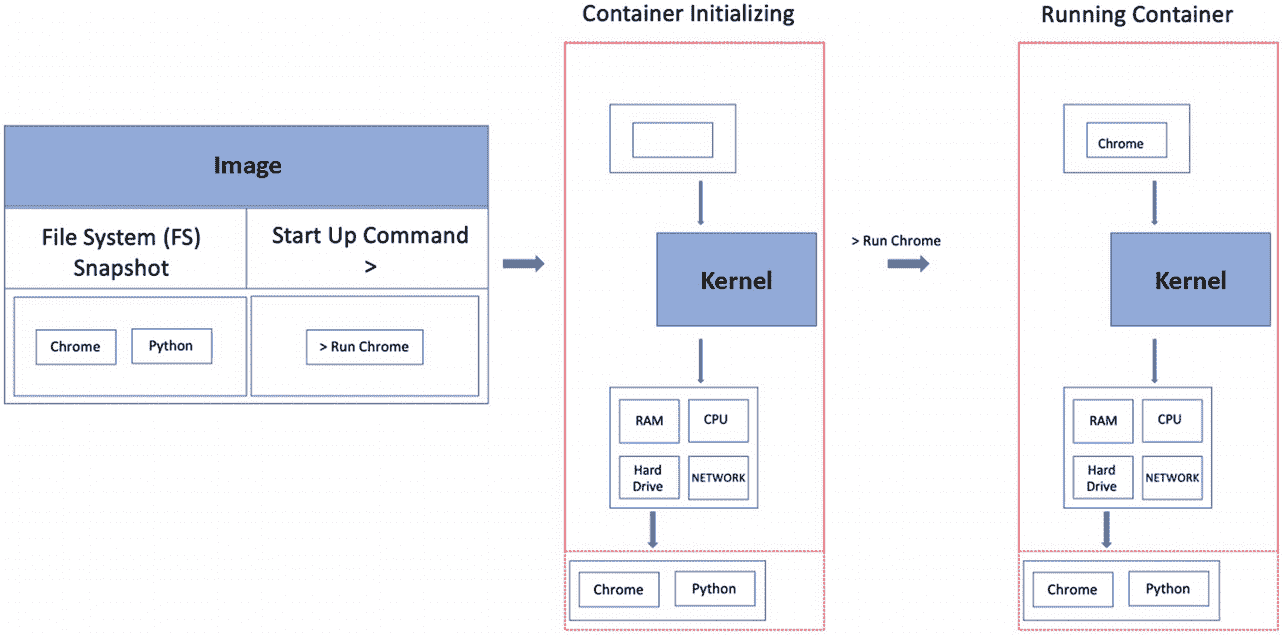 Container Initializing
Running Container
Image
File System (FS)
Snapshot
Start Up Command
>
Chrome
Python
> Run Chrome
Kernel
RAM
CPU
Hard
Drive
NETWORK
Chrome
Python
> Run Chrome
Chrome
Kernel
RAM
CPU
Hard
Drive
NETWORK
Chrome
Python